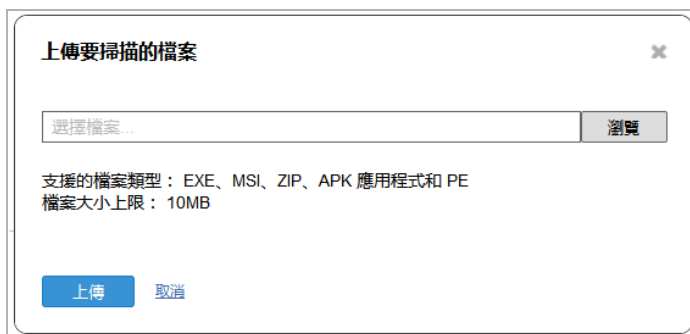 上傳要掃描的檔案
選擇檔案...
瀏覽
支援的檔案類型： EXE、MSI、ZIP、APK 應用程式和 PE
檔案大小上限： 10MB
上傳
取消